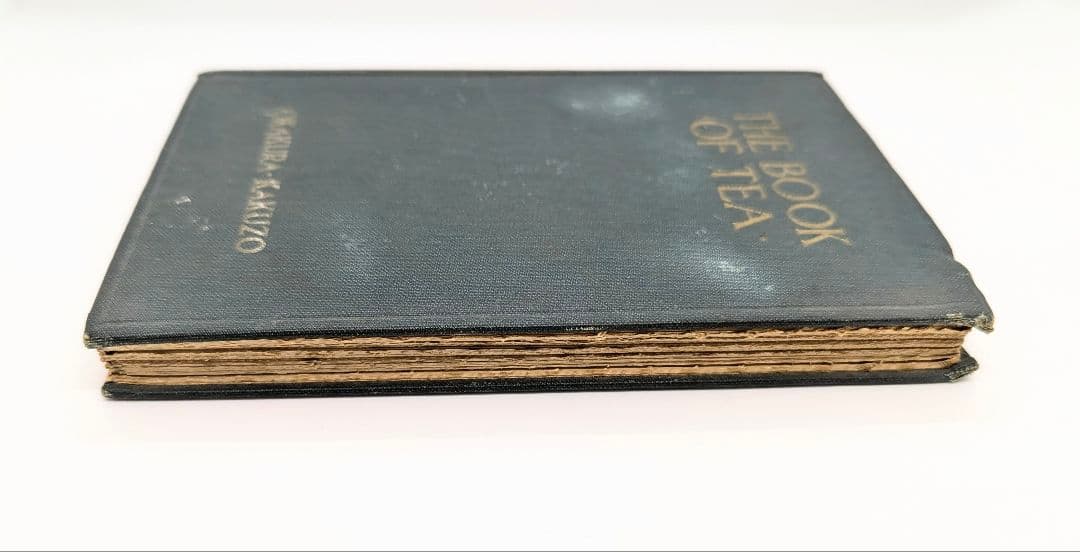 THE BOOK
OF TEA
OKAKURA-KAKUZO